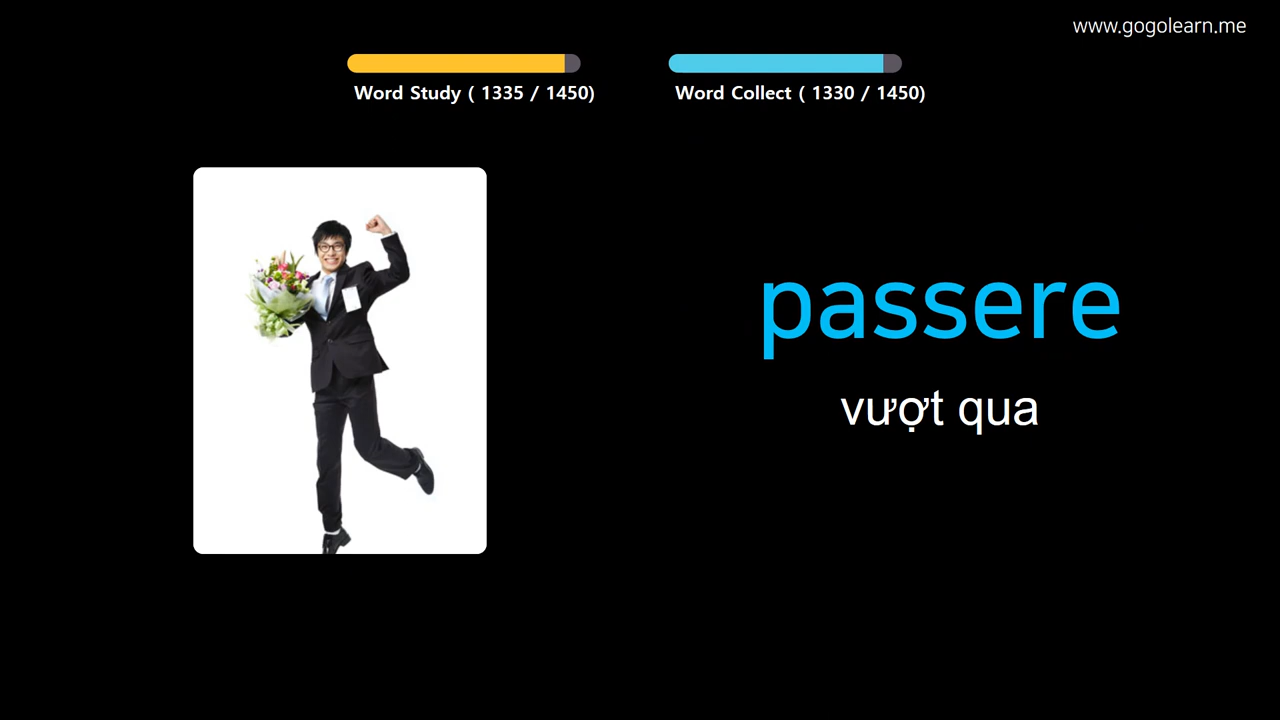 www.gogolearn.me
Word Study ( 1335 / 1450)
Word Collect ( 1330 / 1450)
passere
vượt qua